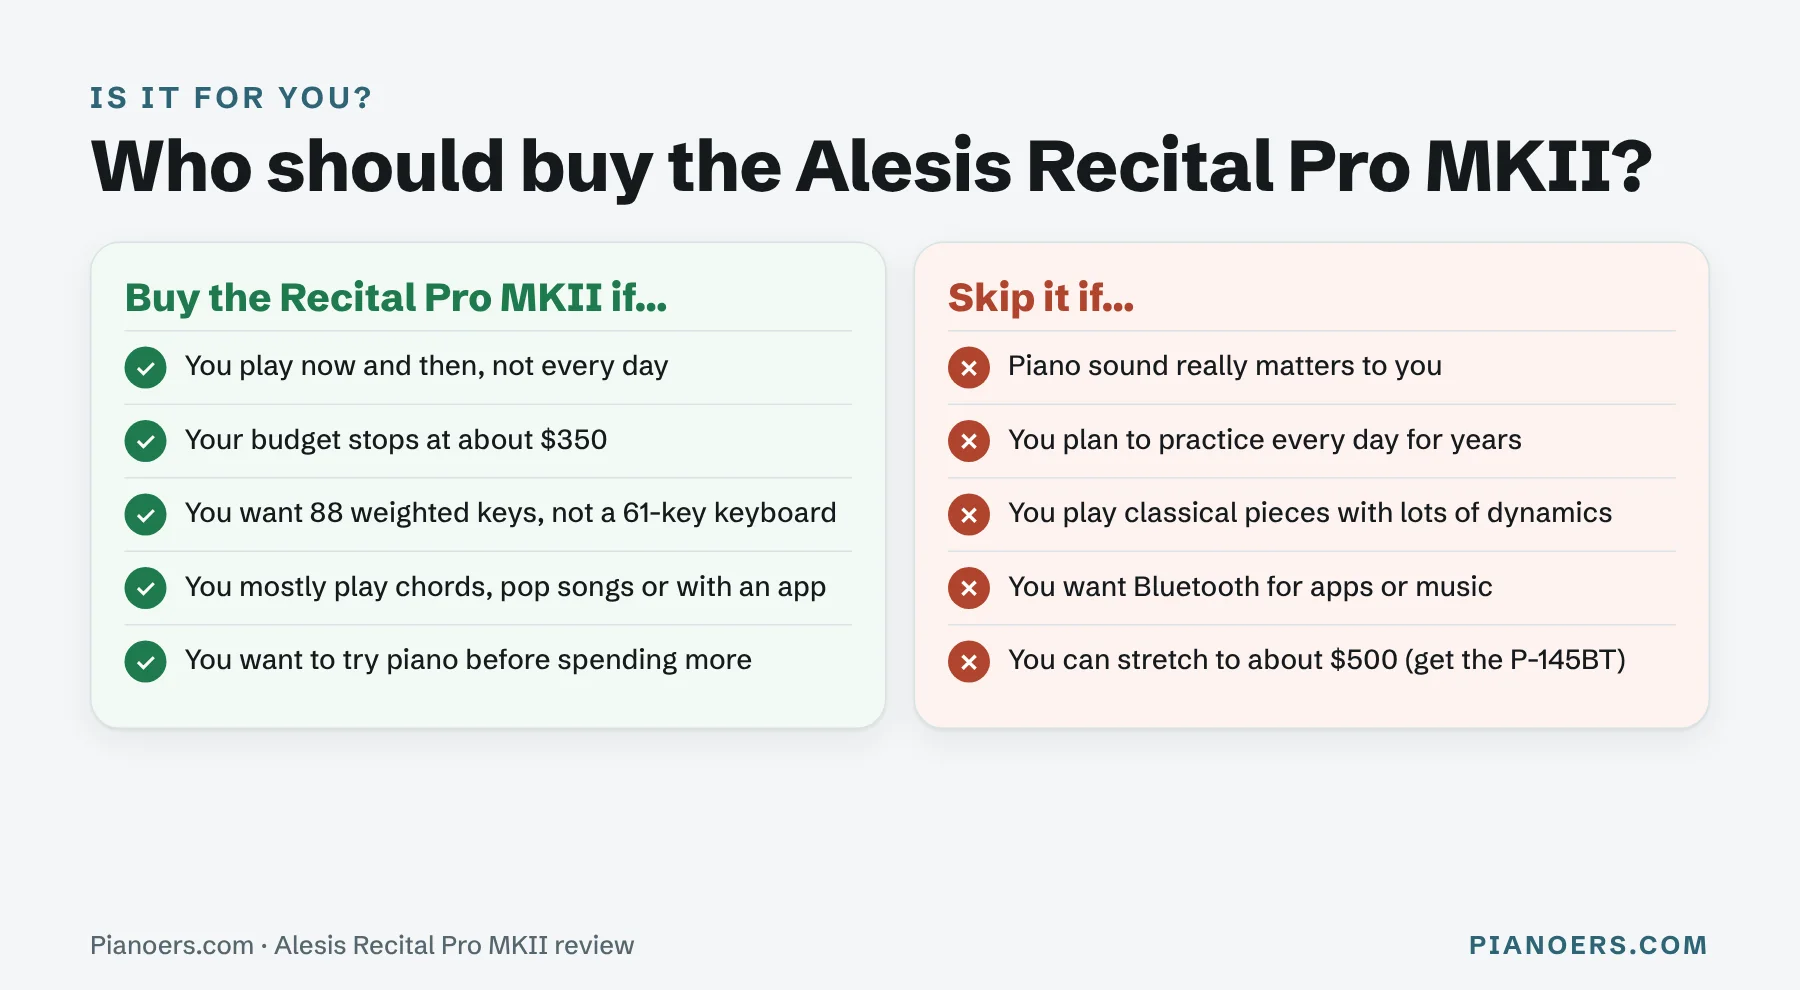 IS IT FOR YOU?
Who should buy the Alesis Recital Pro MKII?
Buy the Recital Pro MKII if...
You play now and then, not every day
Your budget stops at about $350
You want 88 weighted keys, not a 61-key keyboard
You mostly play chords, pop songs or with an app
You want to try piano before spending more
Skip it if...
Piano sound really matters to you
You plan to practice every day for years
You play classical pieces with lots of dynamics
You want Bluetooth for apps or music
You can stretch to about $500 (get the P-145BT)
Pianoers.com · Alesis Recital Pro MKII review
PIANOERS.COM